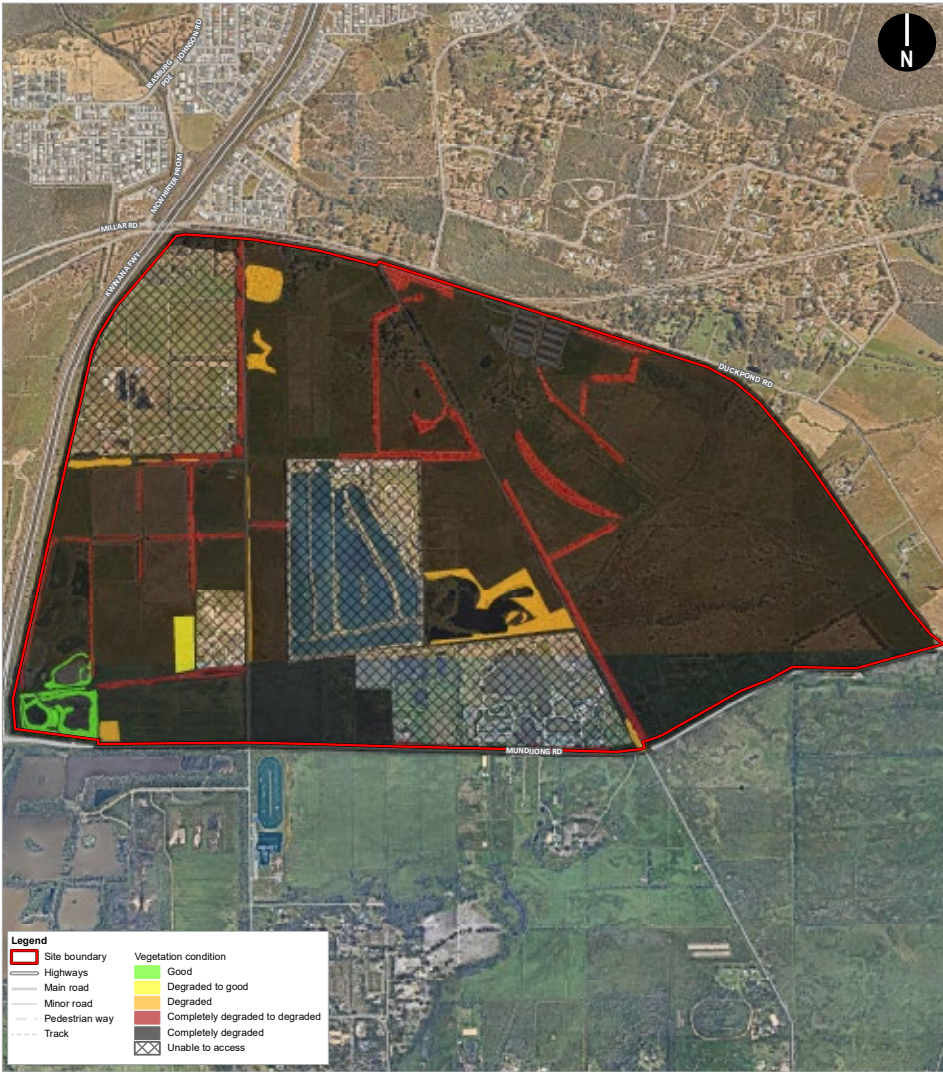 IRASBURG
PDE
JOHNSON RD
N
MCWHIRTER PROM
MILLAR RD
KWINANA FWY
DUCKPOND RD
MUNDIJONG RD
Legend
Site boundary
Highways
Main road
Minor road
Pedestrian way
Track
Vegetation condition
Good
Degraded to good
Degraded
Completely degraded to degraded
Completely degraded
Unable to access